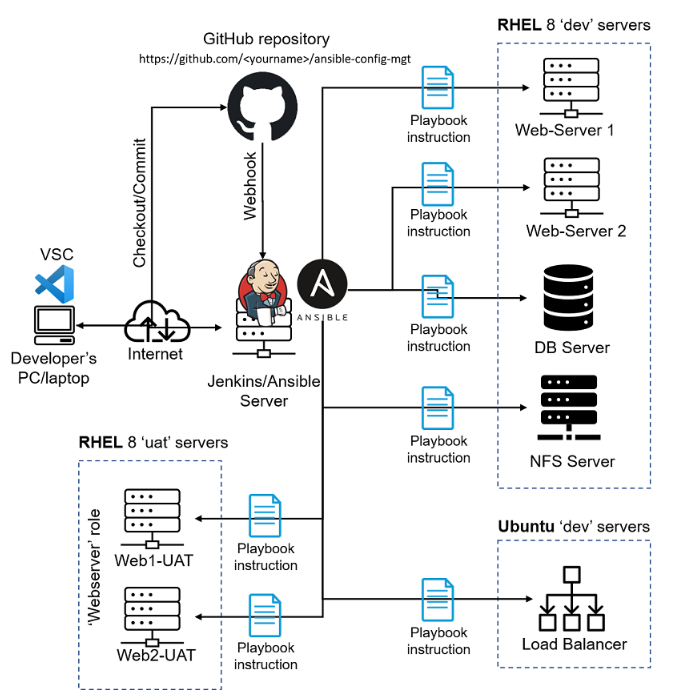 GitHub repository
https://github.com/<yourname>/ansible-config-mgt
RHEL 8 ‘dev’ servers
Playbook
instruction
Web-Server 1
Checkout/Commit
Webhook
Playbook
instruction
Web-Server 2
VSC
ANSIBLE
Playbook
instruction
DB Server
Developer’s
PC/laptop
Internet
Jenkins/Ansible
Server
Playbook
instruction
NFS Server
RHEL 8 ‘uat’ servers
‘Webserver’ role
Web1-UAT
Playbook
instruction
Web2-UAT
Playbook
instruction
Ubuntu ‘dev’ servers
Playbook
instruction
Load Balancer